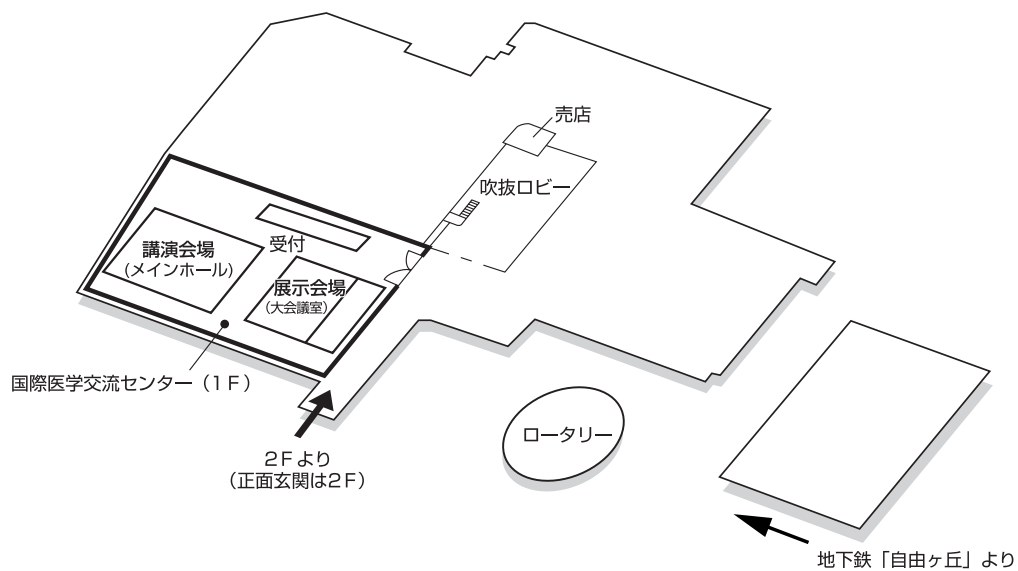 売店
吹抜ロビー
受付
講演会場
（メインホール）
展示会場
（大会議室）
国際医学交流センター（1Ｆ）
ロータリー
2Ｆより
（正面玄関は2Ｆ）
地下鉄「自由ヶ丘」より